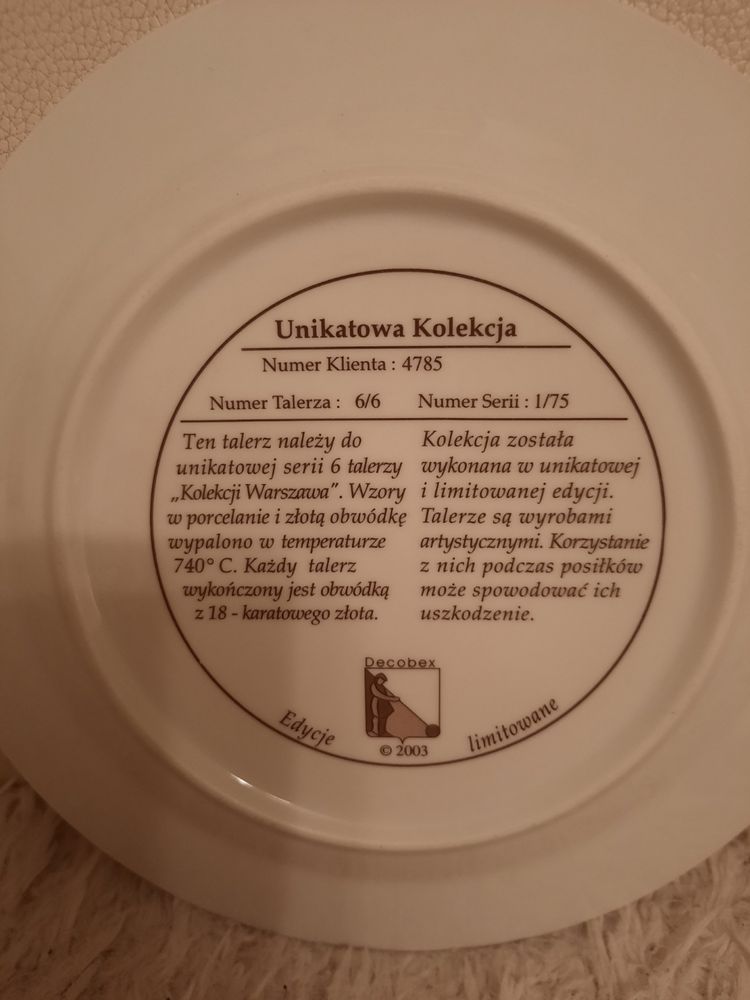 Unikatowa Kolekcja
Numer Klienta : 4785
Numer Talerza : 6/6 Numer Serii : 1/75
Ten talerz należy do
unikatowej serii 6 talerzy
„Kolekcji Warszawa”. Wzory
w porcelanie i złotą obwódkę
wypalono w temperaturze
740° C. Każdy talerz
wykończony jest obwódką
z 18 - karatowego złota.
Kolekcja została
wykonana w unikatowej
i limitowanej edycji.
Talerze są wyrobami
artystycznymi. Korzystanie
z nich podczas posiłków
może spowodować ich
uszkodzenie.
Decobex
© 2003
Edycje limitowane